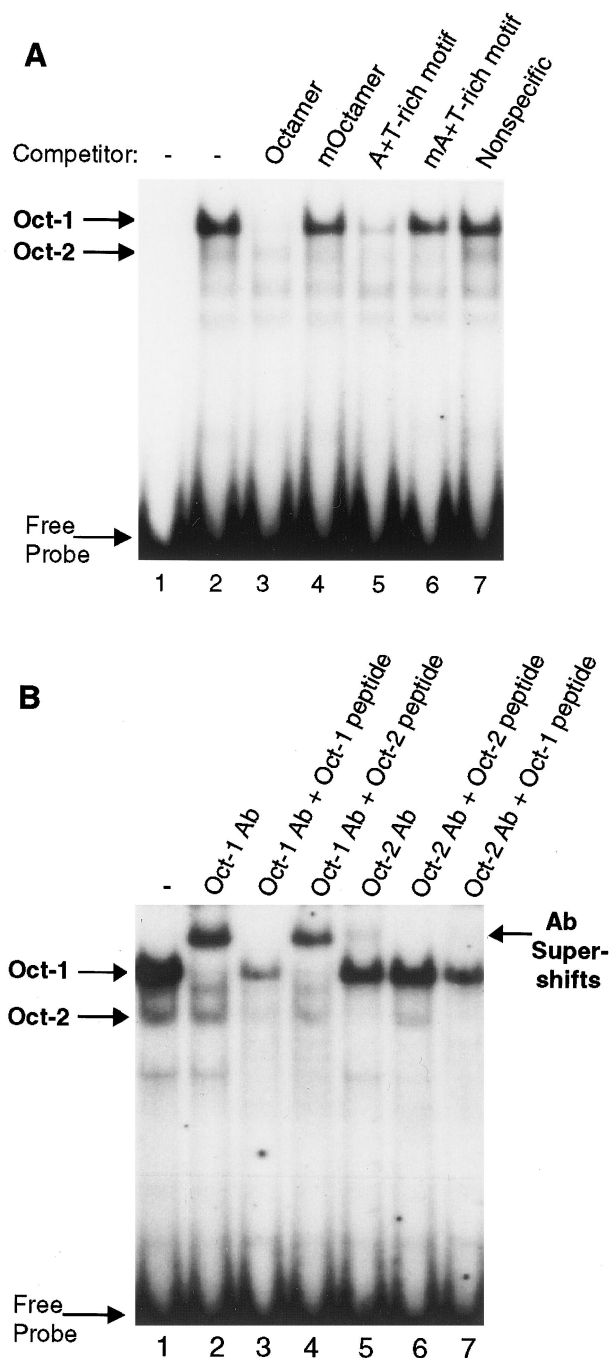 A
Competitor: - - Octamer mOctamer A+T-rich motif mA+T-rich motif Nonspecific
Oct-1
Oct-2
Free
Probe
1 2 3 4 5 6 7
B
- Oct-1 Ab Oct-1 Ab + Oct-1 peptide Oct-1 Ab + Oct-2 peptide Oct-2 Ab Oct-2 Ab + Oct-2 peptide Oct-2 Ab + Oct-1 peptide
Ab
Super-
shifts
Oct-1
Oct-2
Free
Probe
1 2 3 4 5 6 7